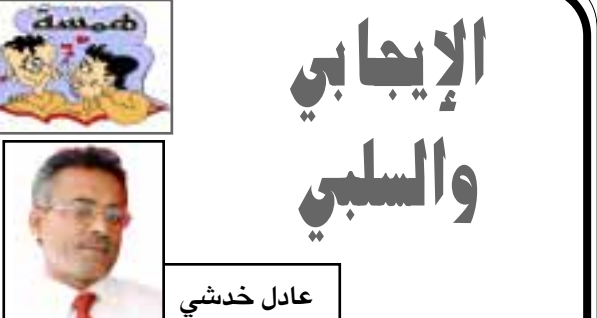 همسة
الإيجابي
والسلبي
عادل خدشي